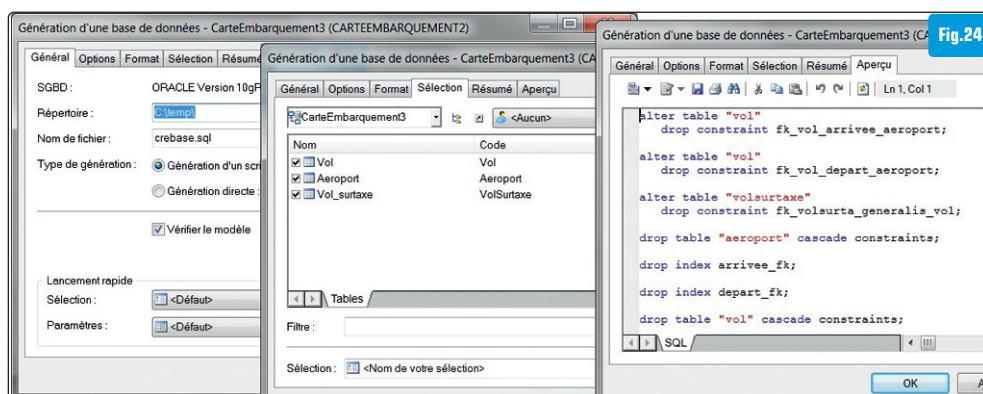 Génération d'une base de données - CarteEmbarquement3 (CARTEEMBARQUEMENT2)
Général Options Format Sélection Résumé
SGBD : ORACLE Version 10gR
Répertoire : C:\temp\
Nom de fichier : crebase.sql
Type de génération : Génération d'un scri
Génération directe :
Vérifier le modèle
Lancement rapide
Sélection : <Défaut>
Paramètres : <Défaut>
Génération d'une base de données - CarteEmbarquement3 (CA
Général Options Format Sélection Résumé Aperçu
CarteEmbarquement3 <Aucun>
Nom Code
Vol Vol
Aeroport Aeroport
Vol_surtaxe VolSurtaxe
Tables
Filtre :
Sélection : <Nom de votre sélection>
Génération d'une base de données - CarteEmbarquement3 (CA
Fig.24
Général Options Format Sélection Résumé Aperçu
Ln 1, Col 1
alter table "vol"
drop constraint fk_vol_arrivee_aeroport;
alter table "vol"
drop constraint fk_vol_depart_aeroport;
alter table "volsurtaxe"
drop constraint fk_volsurta_generalis_vol;
drop table "aeroport" cascade constraints;
drop index arrivee_fk;
drop index depart_fk;
drop table "vol" cascade constraints;
SQL
OK A